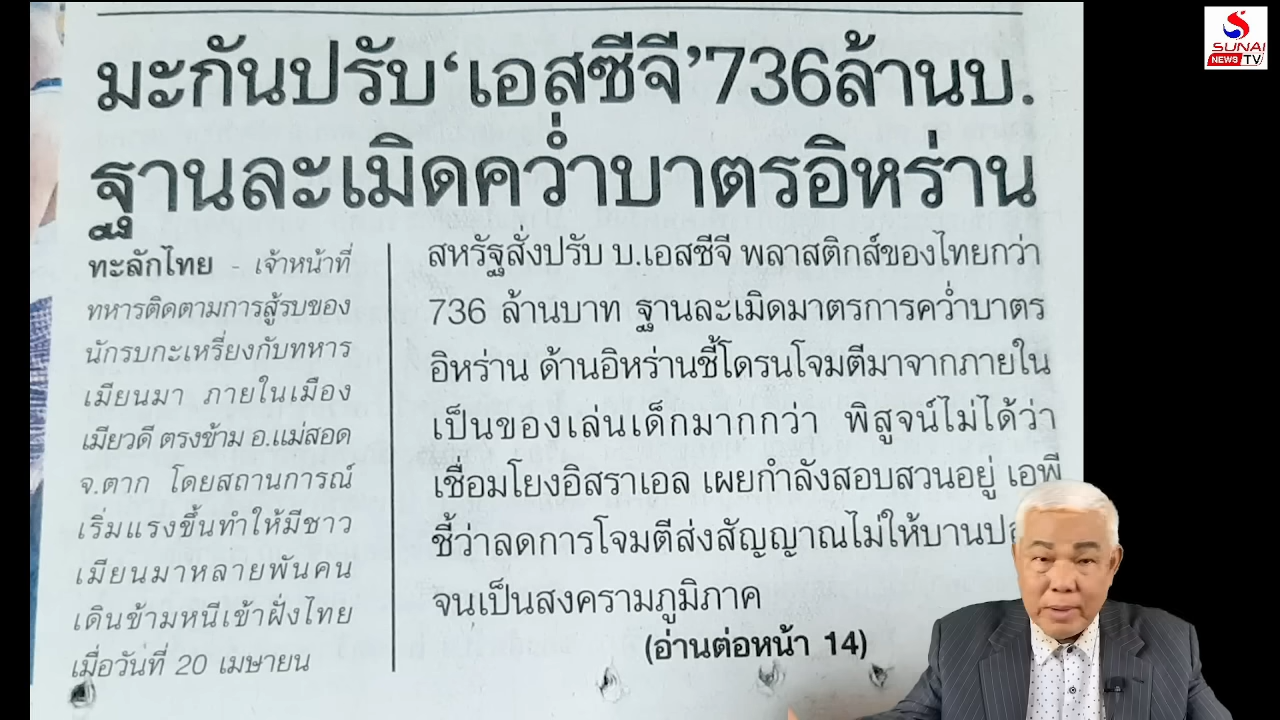 SUNAI
NEWS TV
มะกันปรับ‘เอสซีจี’736ล้านบ.
ฐานละเมิดคว่ำบาตรอิหร่าน
ทะลักไทย - เจ้าหน้าที่
ทหารติดตามการสู้รบของ
นักรบกะเหรี่ยงกับทหาร
เมียนมา ภายในเมือง
เมียวดี ตรงข้าม อ.แม่สอด
จ.ตาก โดยสถานการณ์
เริ่มแรงขึ้นทำให้มีชาว
เมียนมาหลายพันคน
เดินข้ามหนีเข้าฝั่งไทย
เมื่อวันที่ 20 เมษายน
สหรัฐสั่งปรับ บ.เอสซีจี พลาสติกส์ของไทยกว่า
736 ล้านบาท ฐานละเมิดมาตรการคว่ำบาตร
อิหร่าน ด้านอิหร่านชี้โดรนโจมตีมาจากภายใน
เป็นของเล่นเด็กมากกว่า พิสูจน์ไม่ได้ว่า
เชื่อมโยงอิสราเอล เผยกำลังสอบสวนอยู่ เอพี
ชี้ว่าลดการโจมตีส่งสัญญาณไม่ให้
จนเป็นสงครามภูมิภาค
(อ่านต่อหน้า 14)